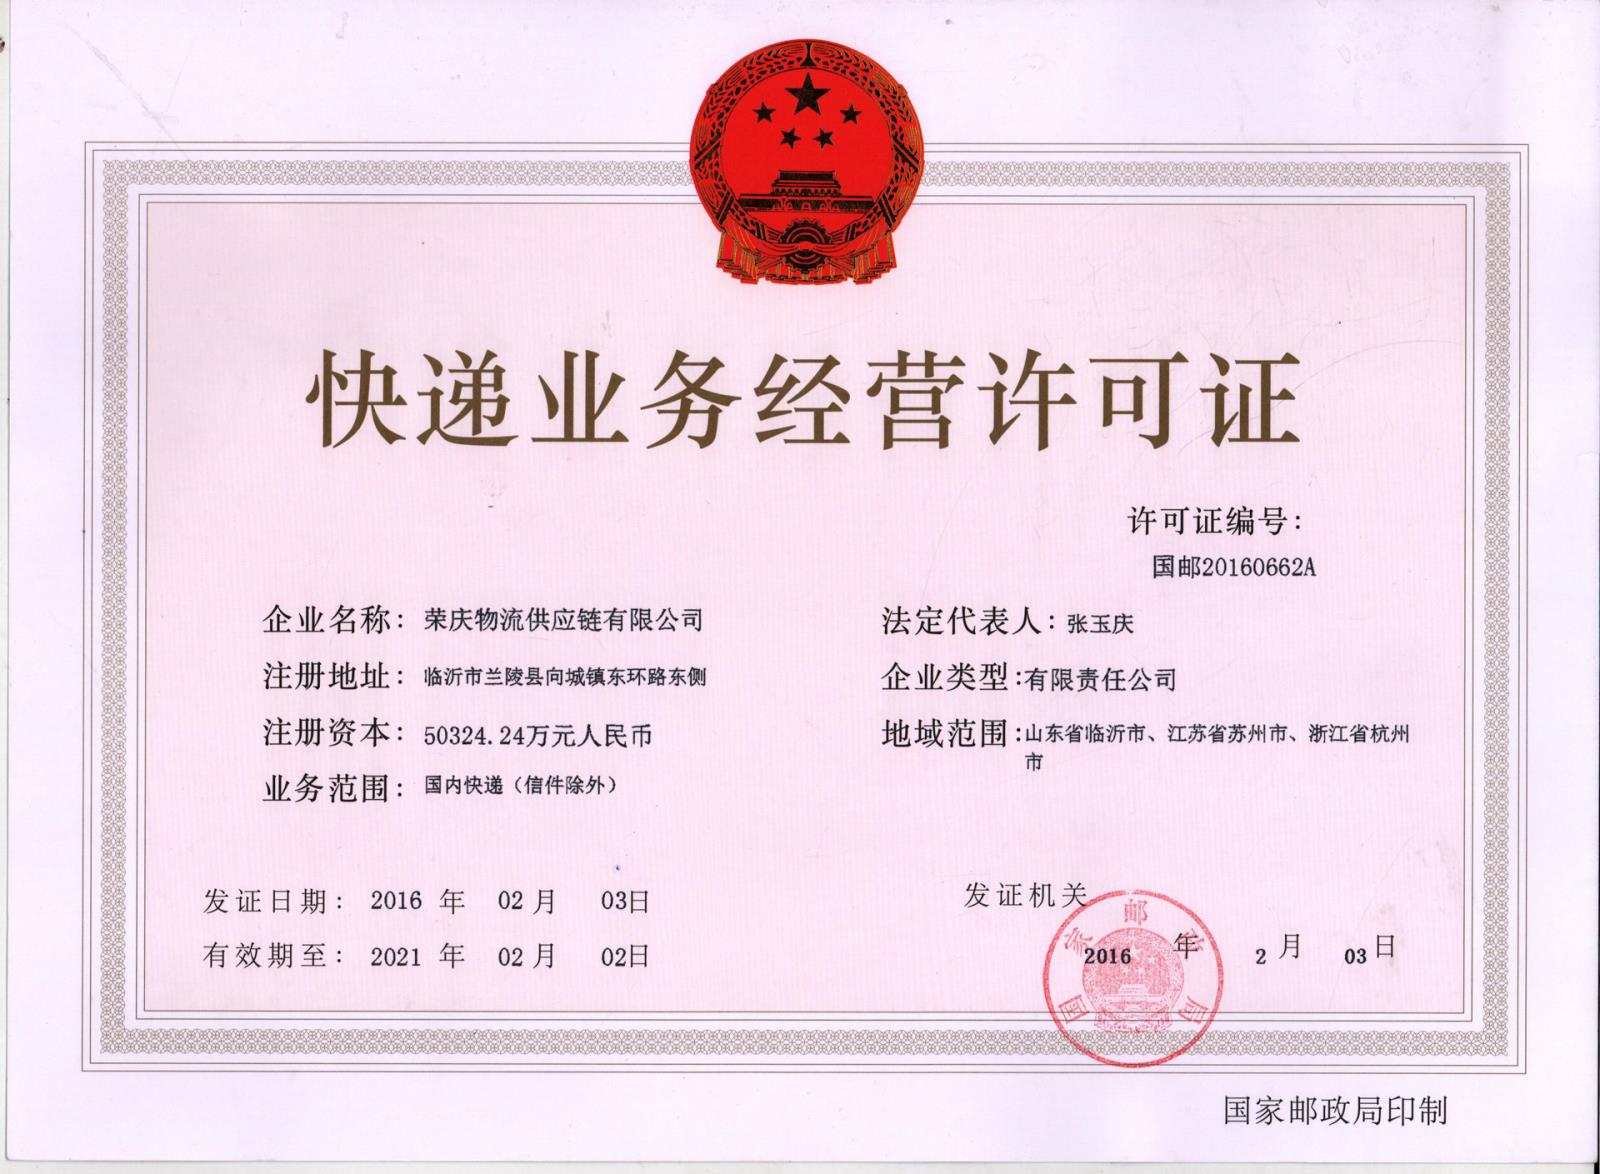 快递业务经营许可证
许可证编号：
国邮20160662A
企业名称：荣庆物流供应链有限公司
法定代表人：张玉庆
注册地址：临沂市兰陵县向城镇东环路东侧
企业类型：有限责任公司
注册资本：50324.24万元人民币
地域范围：山东省临沂市、江苏省苏州市、浙江省杭州
市
业务范围：国内快递（信件除外）
发证日期：2016 年 02 月 03日
有效期至：2021 年 02 月 02日
发证机关
国家邮政局
2016 年 2 月 03 日
国家邮政局印制